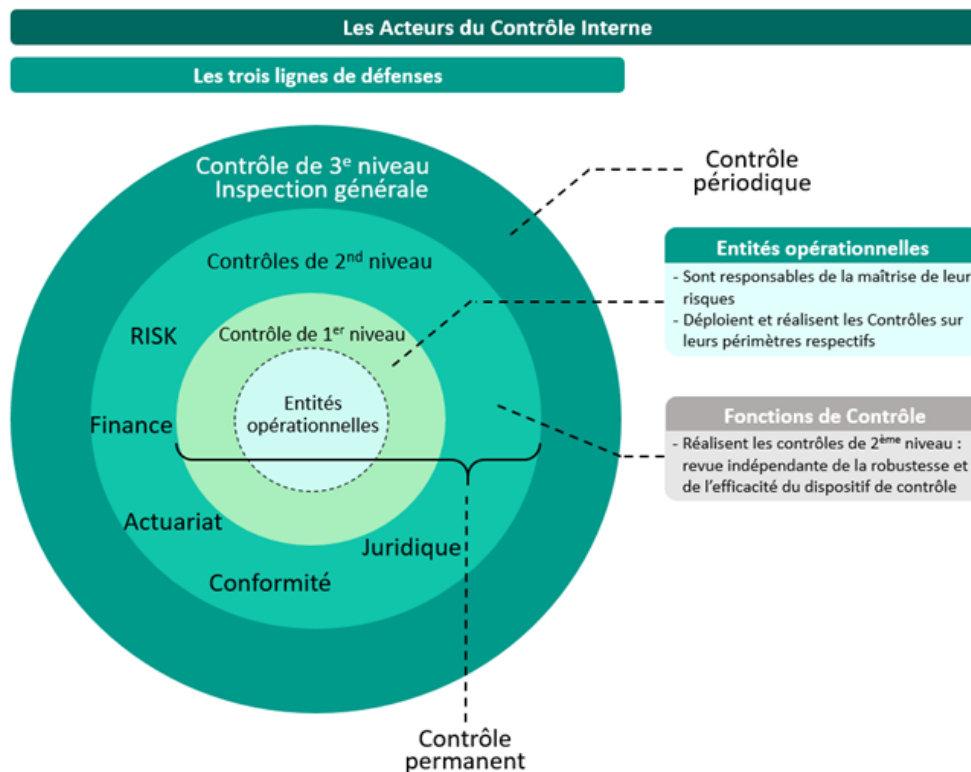 Les Acteurs du Contrôle Interne
Les trois lignes de défenses
Contrôle de 3e niveau
Inspection générale
Contrôle
périodique
Contrôles de 2nd niveau
Entités opérationnelles
- Sont responsables de la maîtrise de leur
risques
- Déploient et réalisent les Contrôles sur
leurs périmètres respectifs
RISK
Contrôle de 1er niveau
Entités
opérationnelles
Finance
Fonctions de Contrôle
- Réalisent les contrôles de 2ème niveau :
revue indépendante de la robustesse et
de l'efficacité du dispositif de contrôle
Actuariat
Juridique
Conformité
Contrôle
permanent